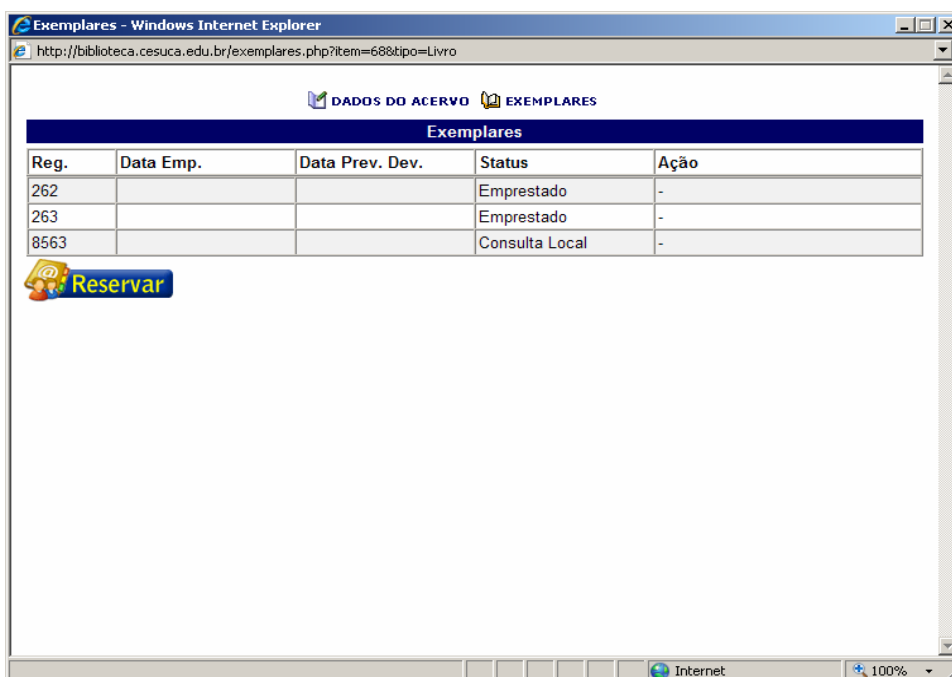 Exemplares - Windows Internet Explorer
http://biblioteca.cesuca.edu.br/exemplares.php?item=68&tipo=Livro
DADOS DO ACERVO EXEMPLARES
Exemplares
Reg. Data Emp. Data Prev. Dev. Status Ação
262 Emprestado -
263 Emprestado -
8563 Consulta Local -
Reservar
Internet 100%